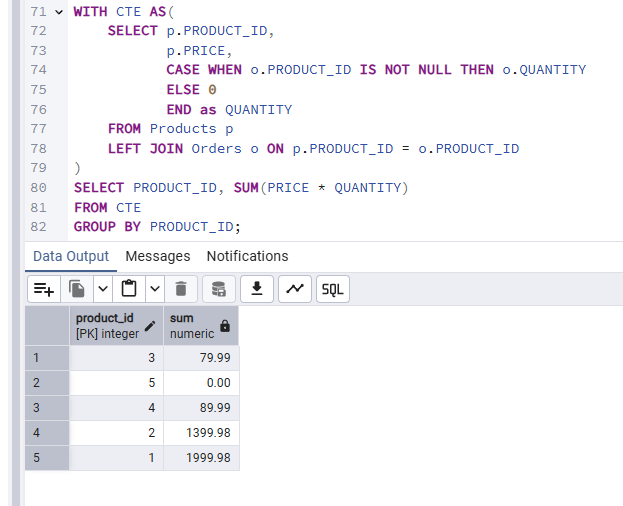 71 WITH CTE AS(
72 SELECT p.PRODUCT_ID,
73 p.PRICE,
74 CASE WHEN o.PRODUCT_ID IS NOT NULL THEN o.QUANTITY
75 ELSE 0
76 END as QUANTITY
77 FROM Products p
78 LEFT JOIN Orders o ON p.PRODUCT_ID = o.PRODUCT_ID
79 )
80 SELECT PRODUCT_ID, SUM(PRICE * QUANTITY)
81 FROM CTE
82 GROUP BY PRODUCT_ID;
Data Output Messages Notifications
SQL
product_id sum
[PK] integer numeric
1 3 79.99
2 5 0.00
3 4 89.99
4 2 1399.98
5 1 1999.98